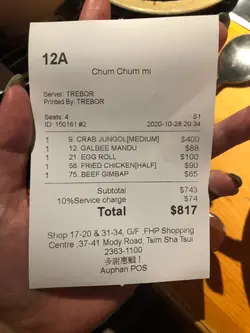 12A
Chum Chum mi
Server: TREBOR
Printed By: TREBOR
Seats: 4 S1
ID: 150161 #2 2020-10-28 20:34
1 9. CRAB JUNGOL[MEDIUM] $400
1 12. GALBEE MANDU $88
1 21. EGG ROLL $100
1 56. FRIED CHICKEN[HALF] $90
1 75. BEEF GIMBAP $65
Subtotal $743
10%Service charge $74
Total $817
Shop 17-20 & 31-34, G/F ,FHP Shopping
Centre ,37-41 Mody Road, Tsim Sha Tsui
2363-1100
多謝惠顧！
Auphan POS